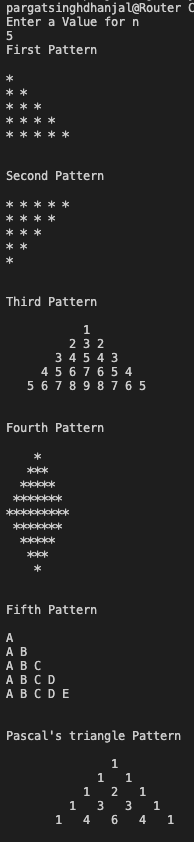 pargatsinghdhanjal@Router C
Enter a Value for n
5
First Pattern
*
* *
* * *
* * * *
* * * * *
Second Pattern
* * * * *
* * * *
* * *
* *
*
Third Pattern
1
2 3 2
3 4 5 4 3
4 5 6 7 6 5 4
5 6 7 8 9 8 7 6 5
Fourth Pattern
*
***
*****
*******
*********
*******
*****
***
*
Fifth Pattern
A
A B
A B C
A B C D
A B C D E
Pascal's triangle Pattern
1
1 1
1 2 1
1 3 3 1
1 4 6 4 1